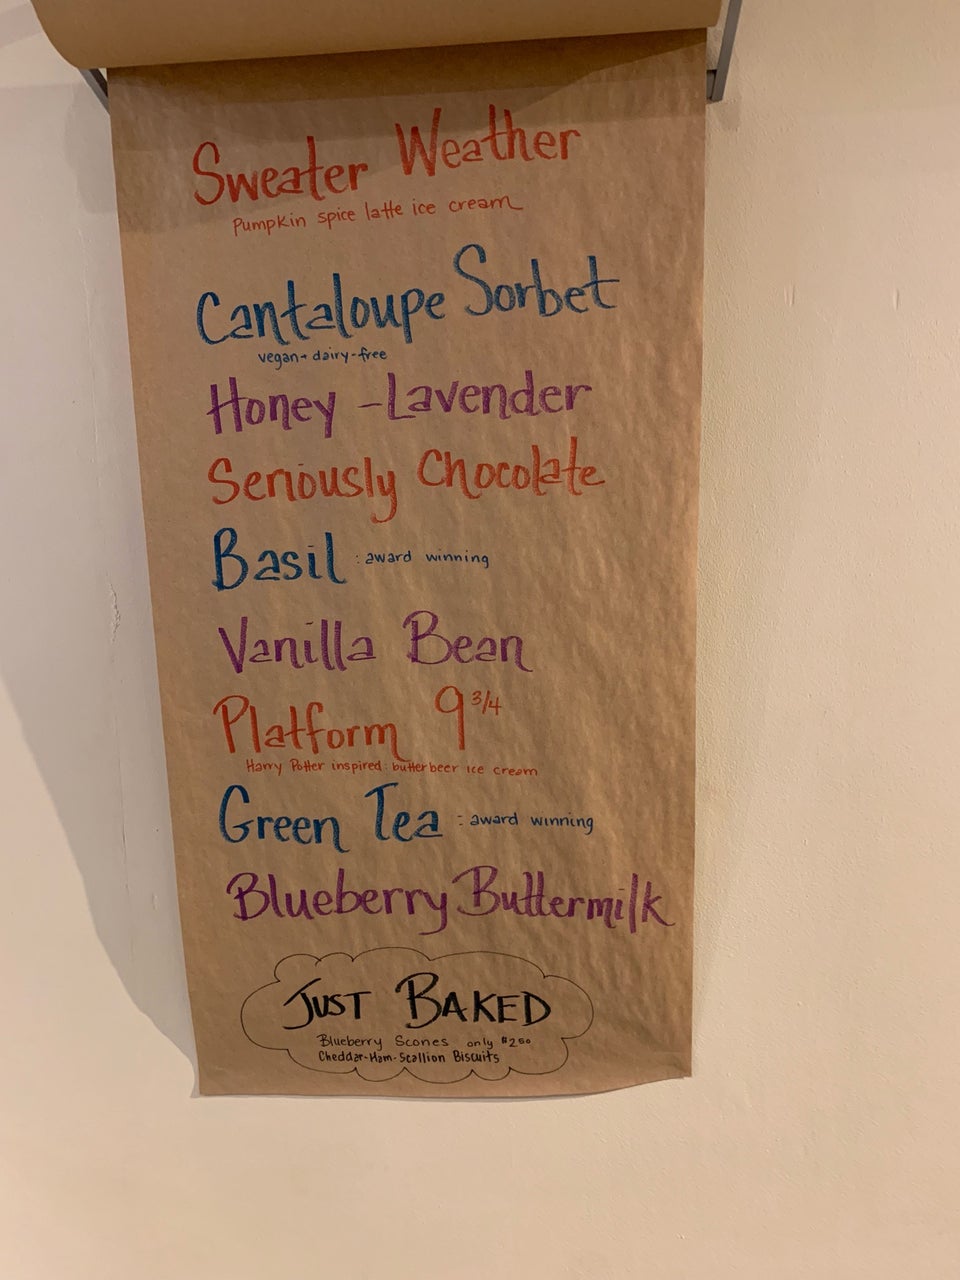 Sweater Weather
Pumpkin spice latte ice cream
Cantaloupe Sorbet
vegan + dairy-free
Honey - Lavender
Seriously Chocolate
Basil : award winning
Vanilla Bean
Platform 9 3/4
Harry Potter inspired: butterbeer ice cream
Green Tea : award winning
Blueberry Buttermilk
JUST BAKED
Blueberry Scones only $2.50
Cheddar-Ham-Scallion Biscuits